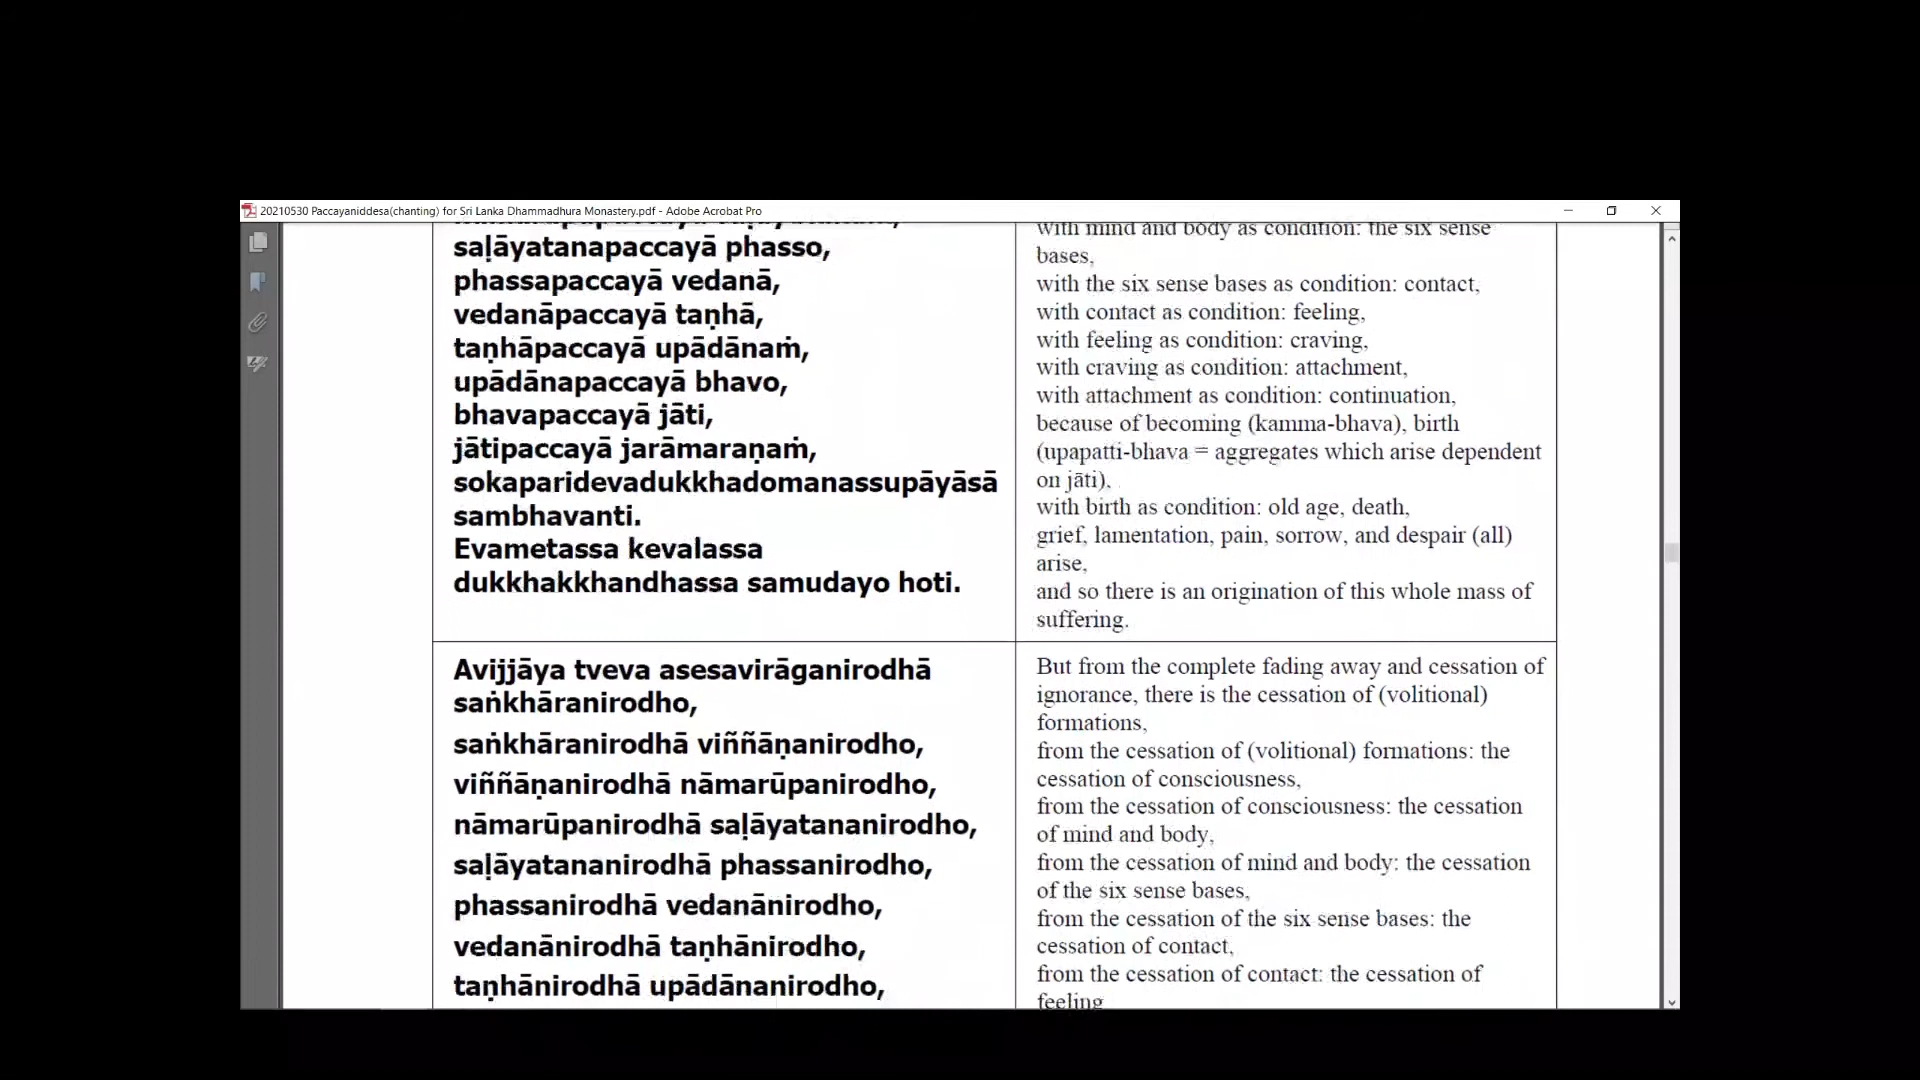 20210530 Paccayaniddesa(chanting) for Sri Lanka Dhammadhura Monastery.pdf - Adobe Acrobat Pro
saḷāyatanapaccayā phasso,
phassapaccayā vedanā,
vedanāpaccayā taṇhā,
taṇhāpaccayā upādānaṁ,
upādānapaccayā bhavo,
bhavapaccayā jāti,
jātipaccayā jarāmaraṇaṁ,
sokaparidevadukkhadomanassupāyāsā
sambhavanti.
Evametassa kevalassa
dukkhakkhandhassa samudayo hoti.
with mind and body as condition: the six sense
bases,
with the six sense bases as condition: contact,
with contact as condition: feeling,
with feeling as condition: craving,
with craving as condition: attachment,
with attachment as condition: continuation,
because of becoming (kamma-bhava), birth
(upapatti-bhava = aggregates which arise dependent
on jāti),
with birth as condition: old age, death,
grief, lamentation, pain, sorrow, and despair (all)
arise,
and so there is an origination of this whole mass of
suffering.
Avijjāya tveva asesavirāganirodhā
saṅkhāranirodho,
saṅkhāranirodhā viññāṇanirodho,
viññāṇanirodhā nāmarūpanirodho,
nāmarūpanirodhā saḷāyatananirodho,
saḷāyatananirodhā phassanirodho,
phassanirodhā vedanānirodho,
vedanānirodhā taṇhānirodho,
taṇhānirodhā upādānanirodho,
But from the complete fading away and cessation of
ignorance, there is the cessation of (volitional)
formations,
from the cessation of (volitional) formations: the
cessation of consciousness,
from the cessation of consciousness: the cessation
of mind and body,
from the cessation of mind and body: the cessation
of the six sense bases,
from the cessation of the six sense bases: the
cessation of contact,
from the cessation of contact: the cessation of
feeling